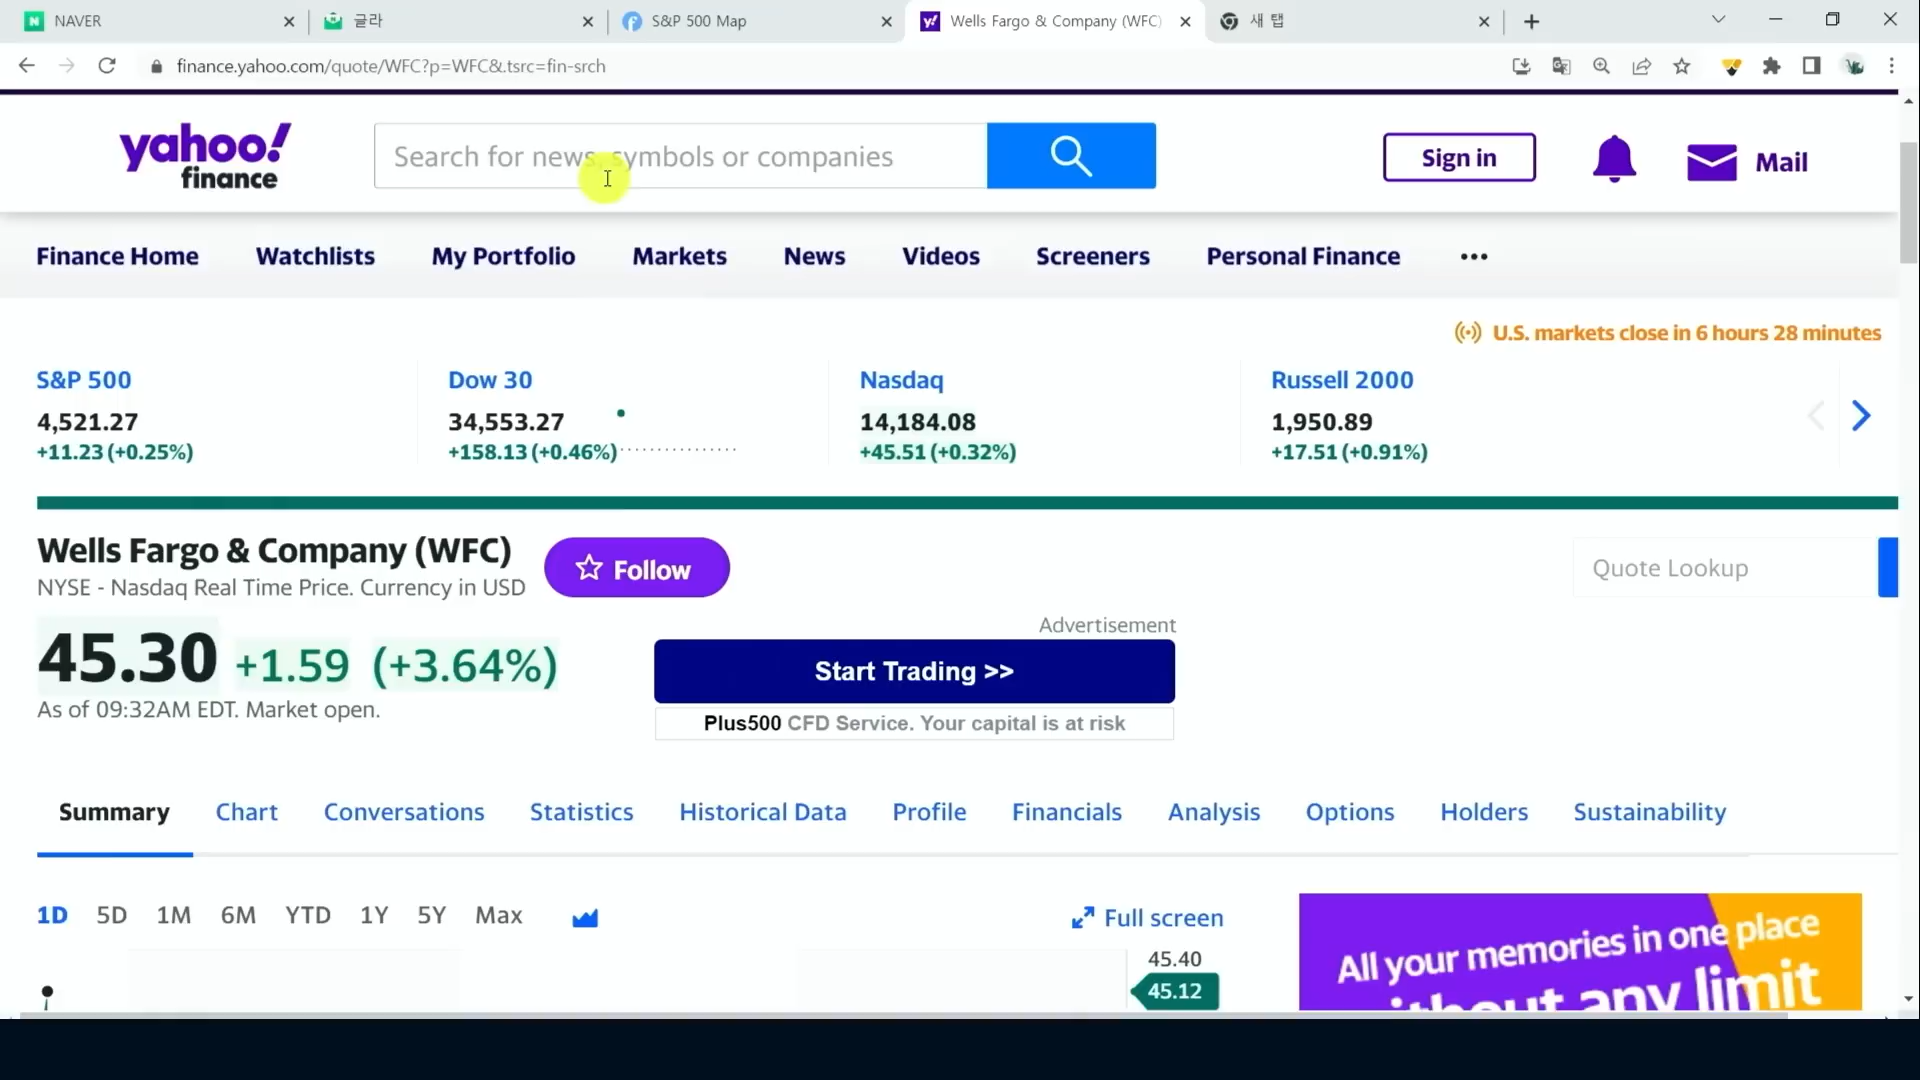 NAVER
글라
S&P 500 Map
Wells Fargo & Company (WFC)
새 탭
finance.yahoo.com/quote/WFC?p=WFC&.tsrc=fin-srch
yahoo!
finance
Search for news, symbols or companies
Sign in
Mail
Finance Home Watchlists My Portfolio Markets News Videos Screeners Personal Finance •••
U.S. markets close in 6 hours 28 minutes
S&P 500 Dow 30 Nasdaq Russell 2000
4,521.27 34,553.27 14,184.08 1,950.89
+11.23 (+0.25%) +158.13 (+0.46%) +45.51 (+0.32%) +17.51 (+0.91%)
Wells Fargo & Company (WFC)
NYSE - Nasdaq Real Time Price. Currency in USD
Follow
Quote Lookup
45.30 +1.59 (+3.64%)
As of 09:32AM EDT. Market open.
Advertisement
Start Trading >>
Plus500 CFD Service. Your capital is at risk
Summary Chart Conversations Statistics Historical Data Profile Financials Analysis Options Holders Sustainability
1D 5D 1M 6M YTD 1Y 5Y Max
Full screen
45.40
45.12
All your memories in one place
without any limit